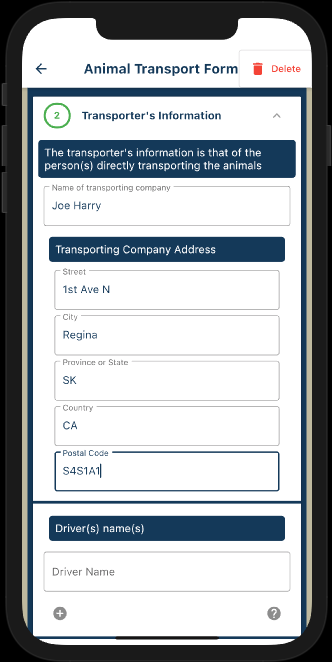 Animal Transport Form
Delete
2
Transporter's Information
The transporter's information is that of the
person(s) directly transporting the animals
Name of transporting company
Joe Harry
Transporting Company Address
Street
1st Ave N
City
Regina
Province or State
SK
Country
CA
Postal Code
S4S1A1
Driver(s) name(s)
Driver Name